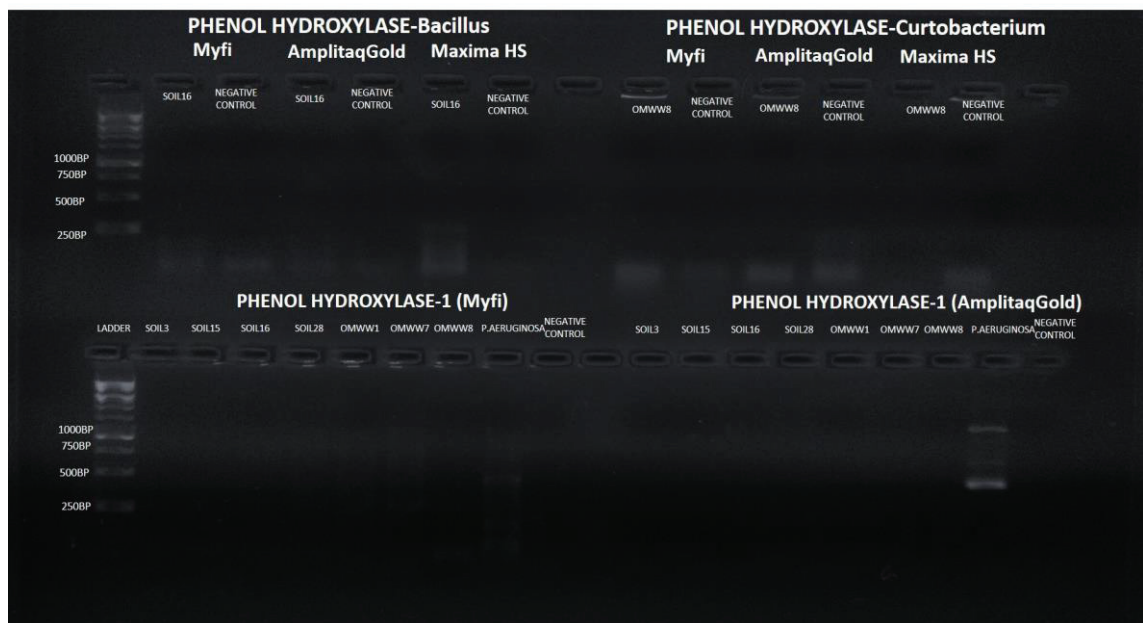 PHENOL HYDROXYLASE-Bacillus
PHENOL HYDROXYLASE-Curtobacterium
Myfi
AmplitaqGold
Maxima HS
Myfi
AmplitaqGold
Maxima HS
SOIL16
NEGATIVE
CONTROL
SOIL16
NEGATIVE
CONTROL
SOIL16
NEGATIVE
CONTROL
OMWW8
NEGATIVE
CONTROL
OMWW8
NEGATIVE
CONTROL
OMWW8
NEGATIVE
CONTROL
1000BP
750BP
500BP
250BP
PHENOL HYDROXYLASE-1 (Myfi)
PHENOL HYDROXYLASE-1 (AmplitaqGold)
LADDER
SOIL3
SOIL15
SOIL16
SOIL28
OMWW1
OMWW7
OMWW8
P.AERUGINOSA
NEGATIVE
CONTROL
SOIL3
SOIL15
SOIL16
SOIL28
OMWW1
OMWW7
OMWW8
P.AERUGINOSA
NEGATIVE
CONTROL
1000BP
750BP
500BP
250BP